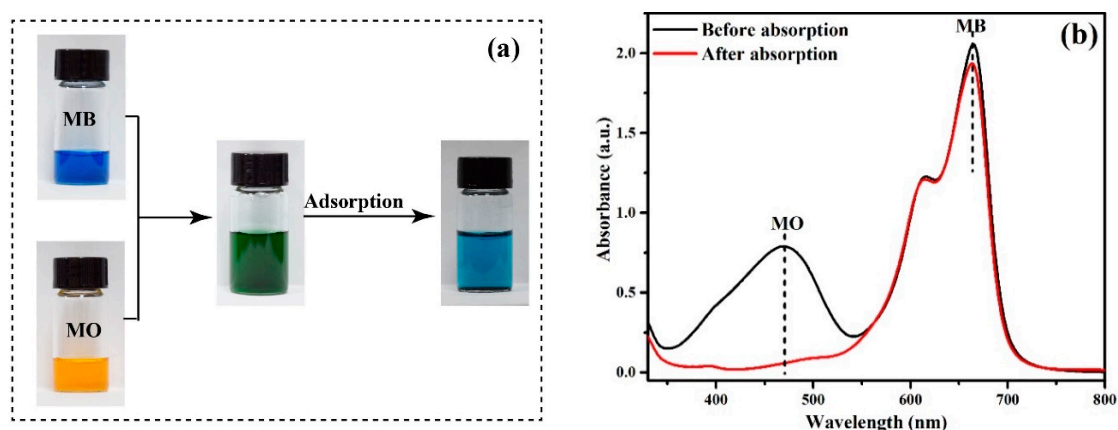 (a)
MB
MO
Adsorption
(b)
Before absorption
After absorption
MB
MO
Absorbance (a.u.)
2.0
1.5
1.0
0.5
0.0
400
500
600
700
800
Wavelength (nm)